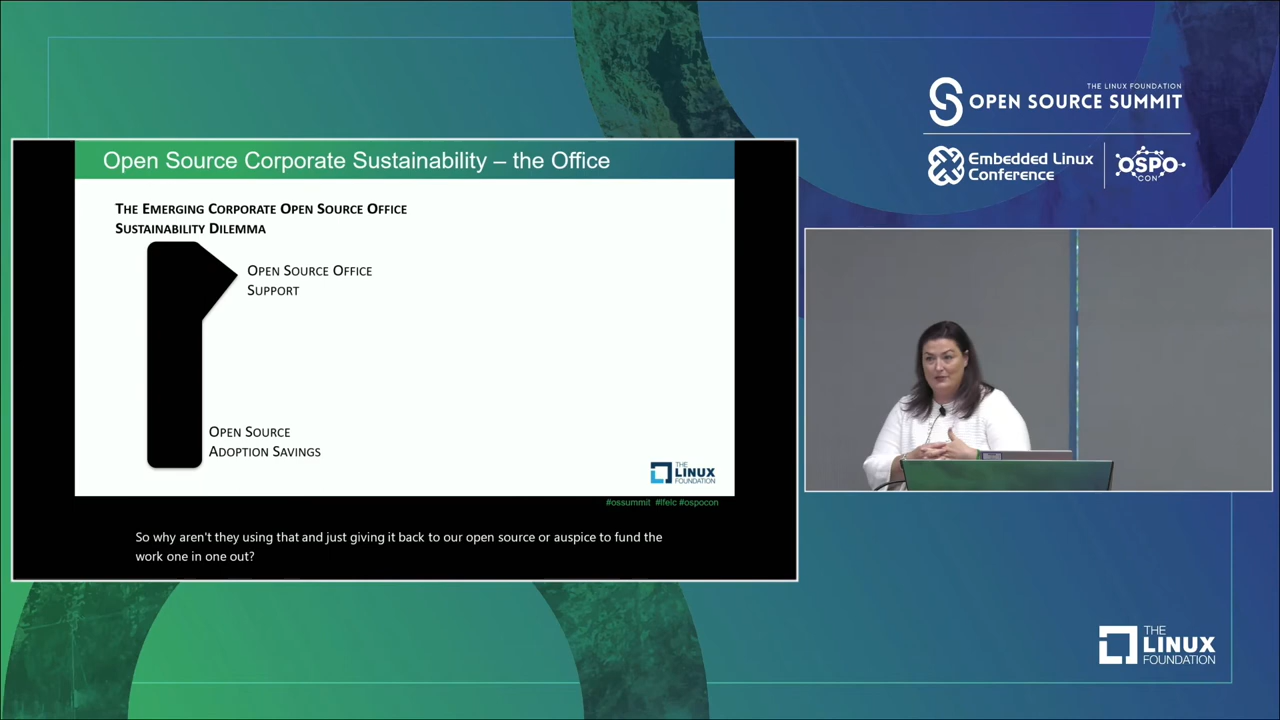 THE LINUX FOUNDATION
OPEN SOURCE SUMMIT
Embedded Linux
Conference
OSPO
CON
Open Source Corporate Sustainability – the Office
THE EMERGING CORPORATE OPEN SOURCE OFFICE
SUSTAINABILITY DILEMMA
OPEN SOURCE OFFICE
SUPPORT
OPEN SOURCE
ADOPTION SAVINGS
THE
LINUX
FOUNDATION
#ossummit #lfelc #ospocon
So why aren't they using that and just giving it back to our open source or auspice to fund the
work one in one out?
THE
LINUX
FOUNDATION